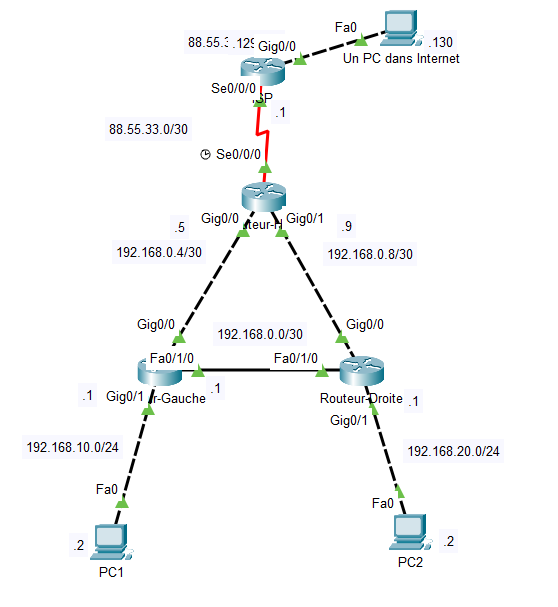 Fa0
88.55.3
.129
Gig0/0
.130
Un PC dans Internet
Se0/0/0
SP
.1
88.55.33.0/30
Se0/0/0
.5
Gig0/0
Gig0/1
.9
teur-H
192.168.0.4/30
192.168.0.8/30
Gig0/0
192.168.0.0/30
Gig0/0
Fa0/1/0
Fa0/1/0
.1
Gig0/1
r-Gauche
.1
Routeur-Droite
.1
Gig0/1
192.168.10.0/24
192.168.20.0/24
Fa0
Fa0
.2
PC1
.2
PC2